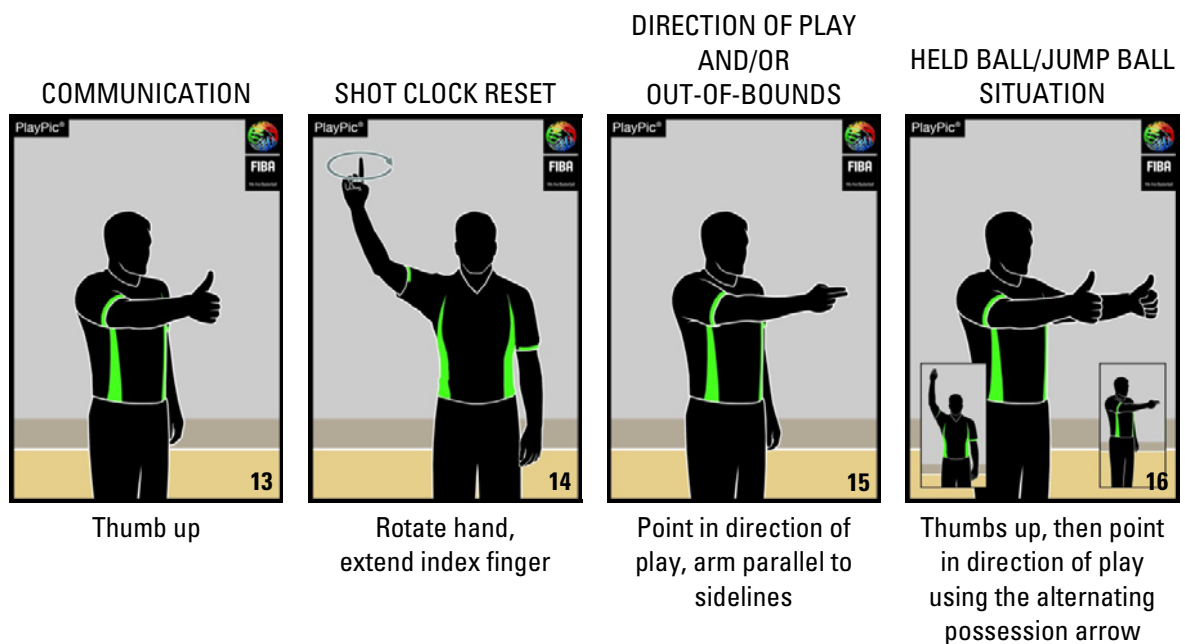 COMMUNICATION
SHOT CLOCK RESET
DIRECTION OF PLAY
AND/OR
OUT-OF-BOUNDS
HELD BALL/JUMP BALL
SITUATION
PlayPic®
FIBA
13
PlayPic®
FIBA
14
PlayPic®
FIBA
15
PlayPic®
FIBA
16
Thumb up
Rotate hand,
extend index finger
Point in direction of
play, arm parallel to
sidelines
Thumbs up, then point
in direction of play
using the alternating
possession arrow